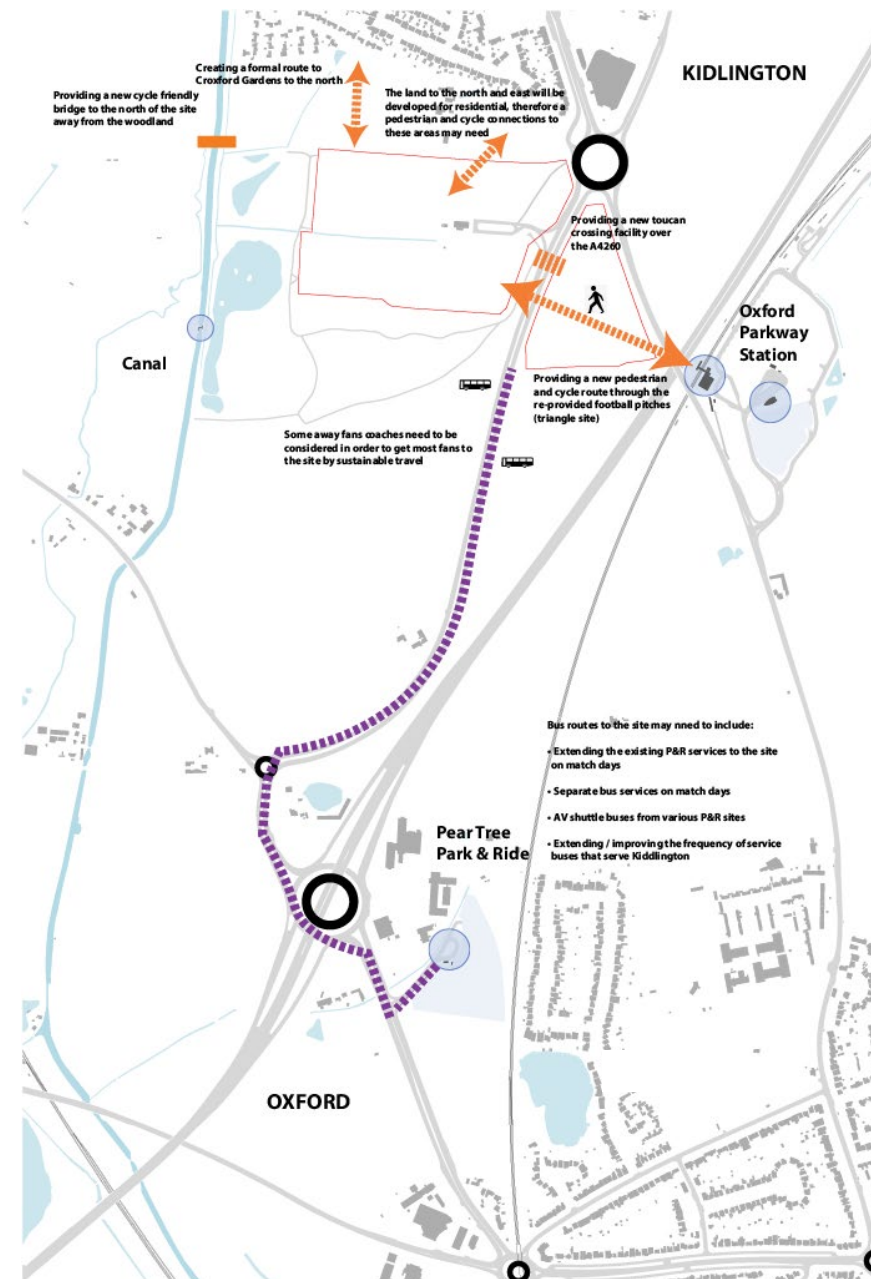 Creating a formal route to
Croxford Gardens to the north
KIDLINGTON
Providing a new cycle friendly
bridge to the north of the site
away from the woodland
The land to the north and east will be
developed for residential, therefore a
pedestrian and cycle connections to
these areas may need
Providing a new toucan
crossing facility over
the A4260
Oxford
Parkway
Station
Canal
Providing a new pedestrian
and cycle route through the
re-provided football pitches
(triangle site)
Some away fans coaches need to be
considered in order to get most fans to
the site by sustainable travel
Bus routes to the site may nned to include:
• Extending the existing P&R services to the site
on match days
• Separate bus services on match days
• AV shuttle buses from various P&R sites
• Extending / improving the frequency of service
buses that serve Kiddlington
Pear Tree
Park & Ride
OXFORD